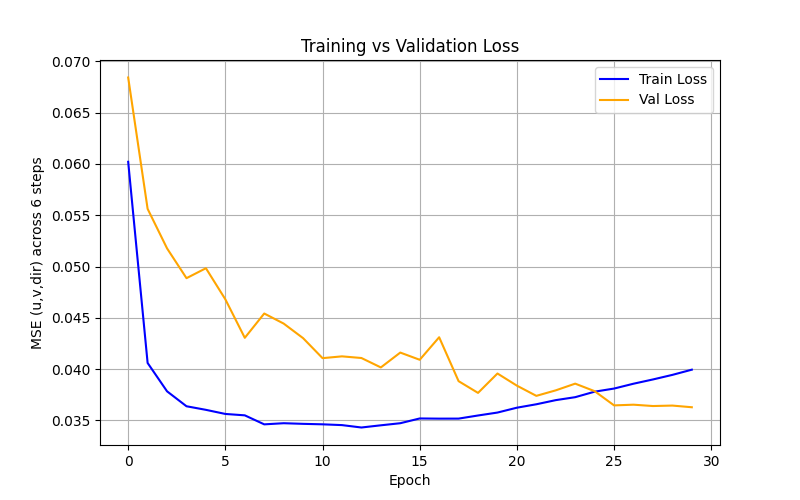 Training vs Validation Loss
MSE (u,v,dir) across 6 steps
0.070
0.065
0.060
0.055
0.050
0.045
0.040
0.035
Train Loss
Val Loss
0 5 10 15 20 25 30
Epoch